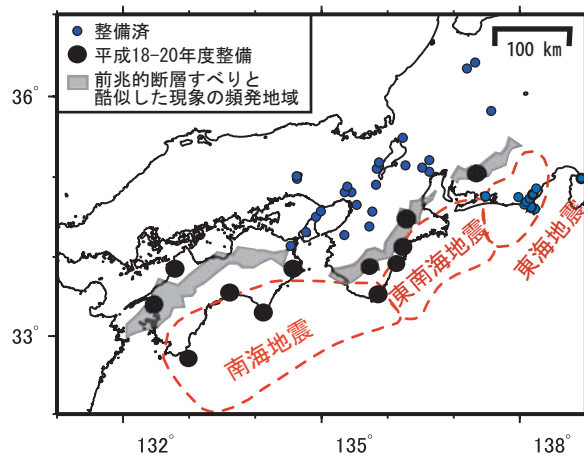 整備済
平成18-20年度整備
前兆的断層すべりと
酷似した現象の頻発地域
100 km
36°
33°
東海地震
東南海地震
南海地震
132°
135°
138°